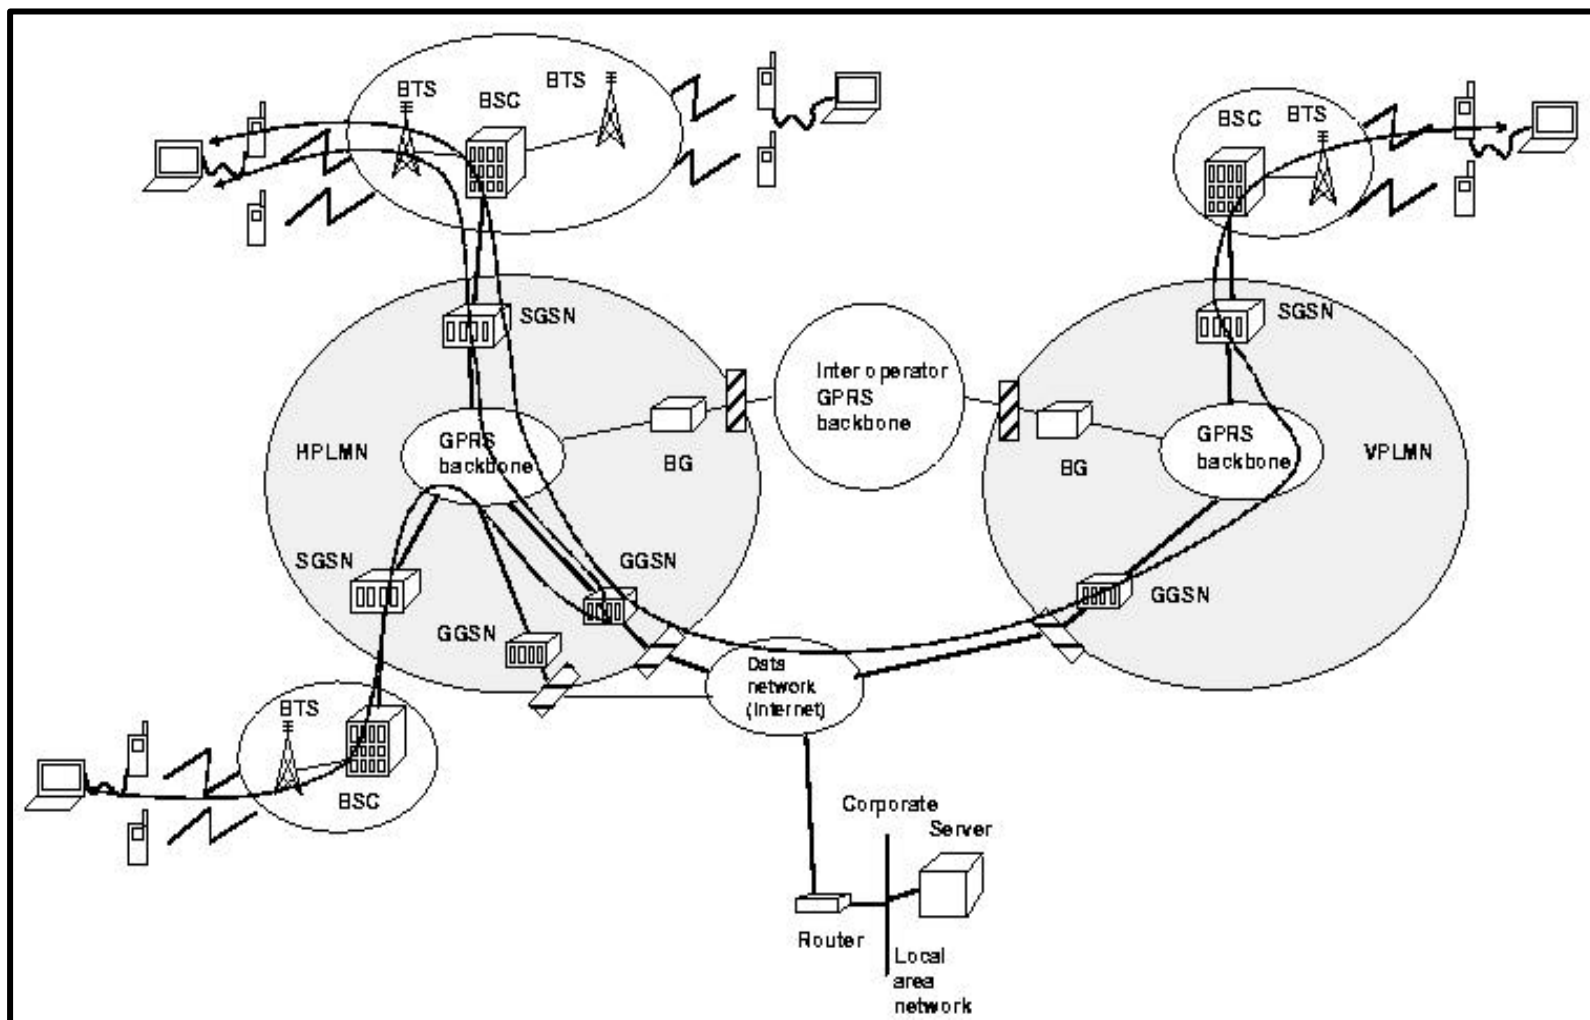 BTS
BSC
BTS
BSC
BTS
SGSN
SGSN
Inter operator
GPRS
backbone
HPLMN
GPRS
backbone
BG
BG
GPRS
backbone
VPLMN
SGSN
GGSN
GGSN
GGSN
Data
network
(Internet)
BTS
BSC
Corporate
Server
Router
Local
area
network